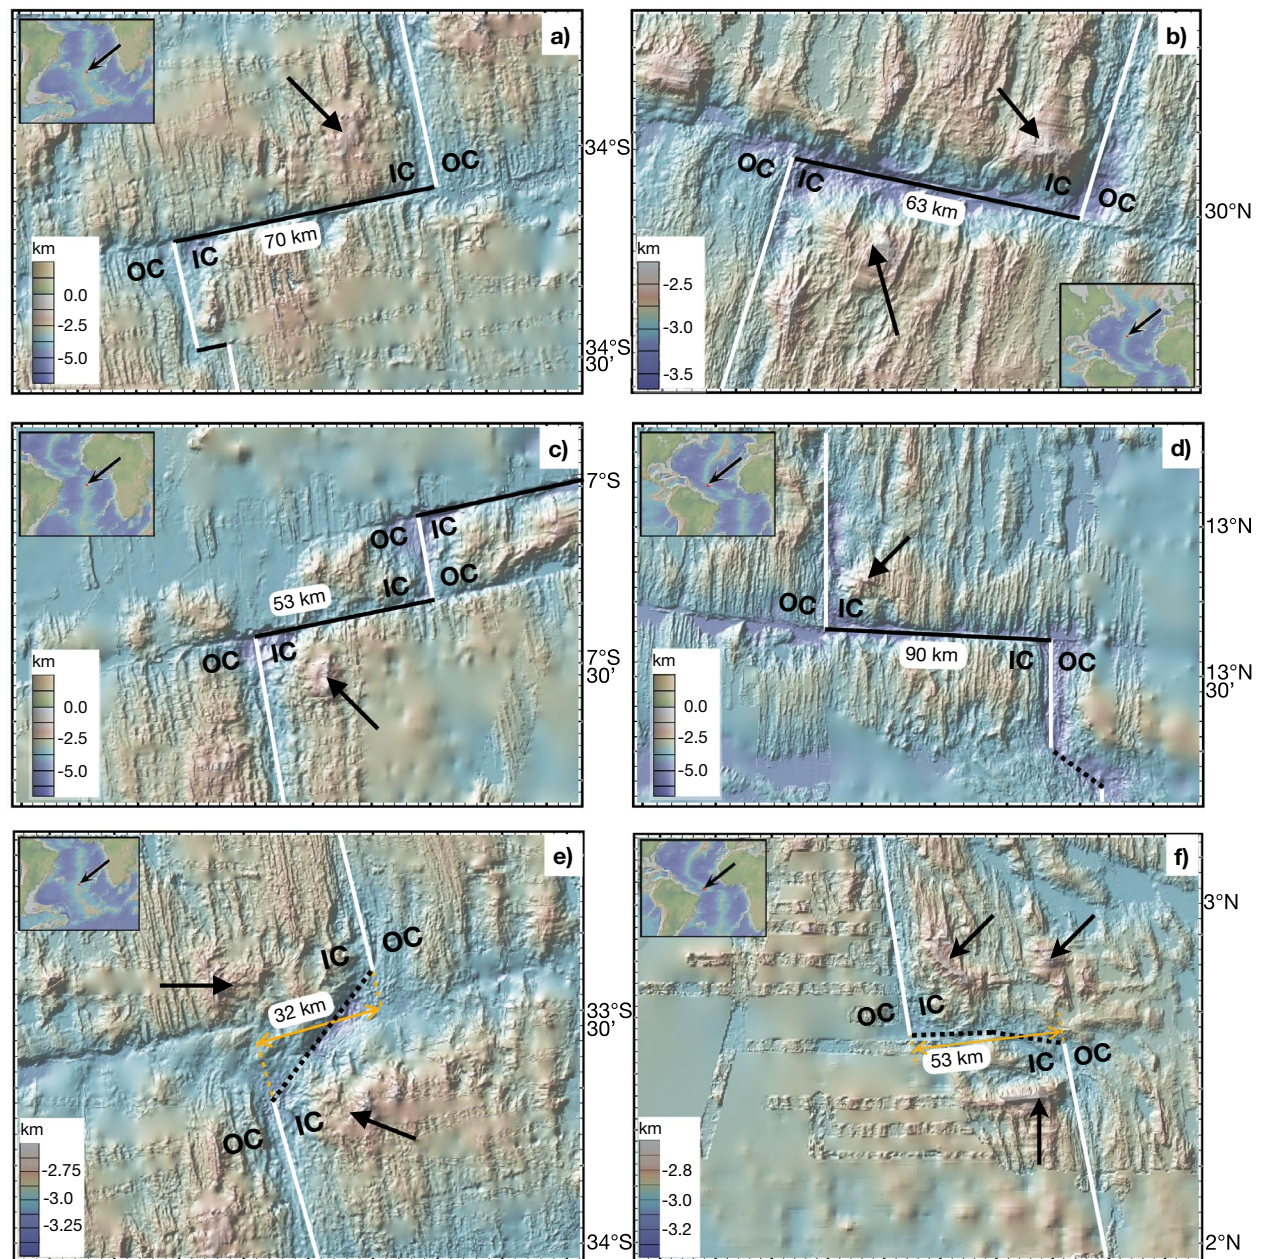 a)
IC OC
34°S
70 km
OC IC
km
0.0
-2.5
-5.0
34°S
30'
b)
OC IC
IC OC
63 km
30°N
km
-2.5
-3.0
-3.5
c)
7°S
OC IC
IC OC
53 km
OC IC
7°S
30'
km
0.0
-2.5
-5.0
d)
13°N
OC IC
90 km
IC OC
13°N
30'
km
0.0
-2.5
-5.0
e)
IC OC
32 km
33°S
30'
OC IC
km
-2.75
-3.0
-3.25
34°S
f)
3°N
OC IC
53 km
IC OC
km
-2.8
-3.0
-3.2
2°N